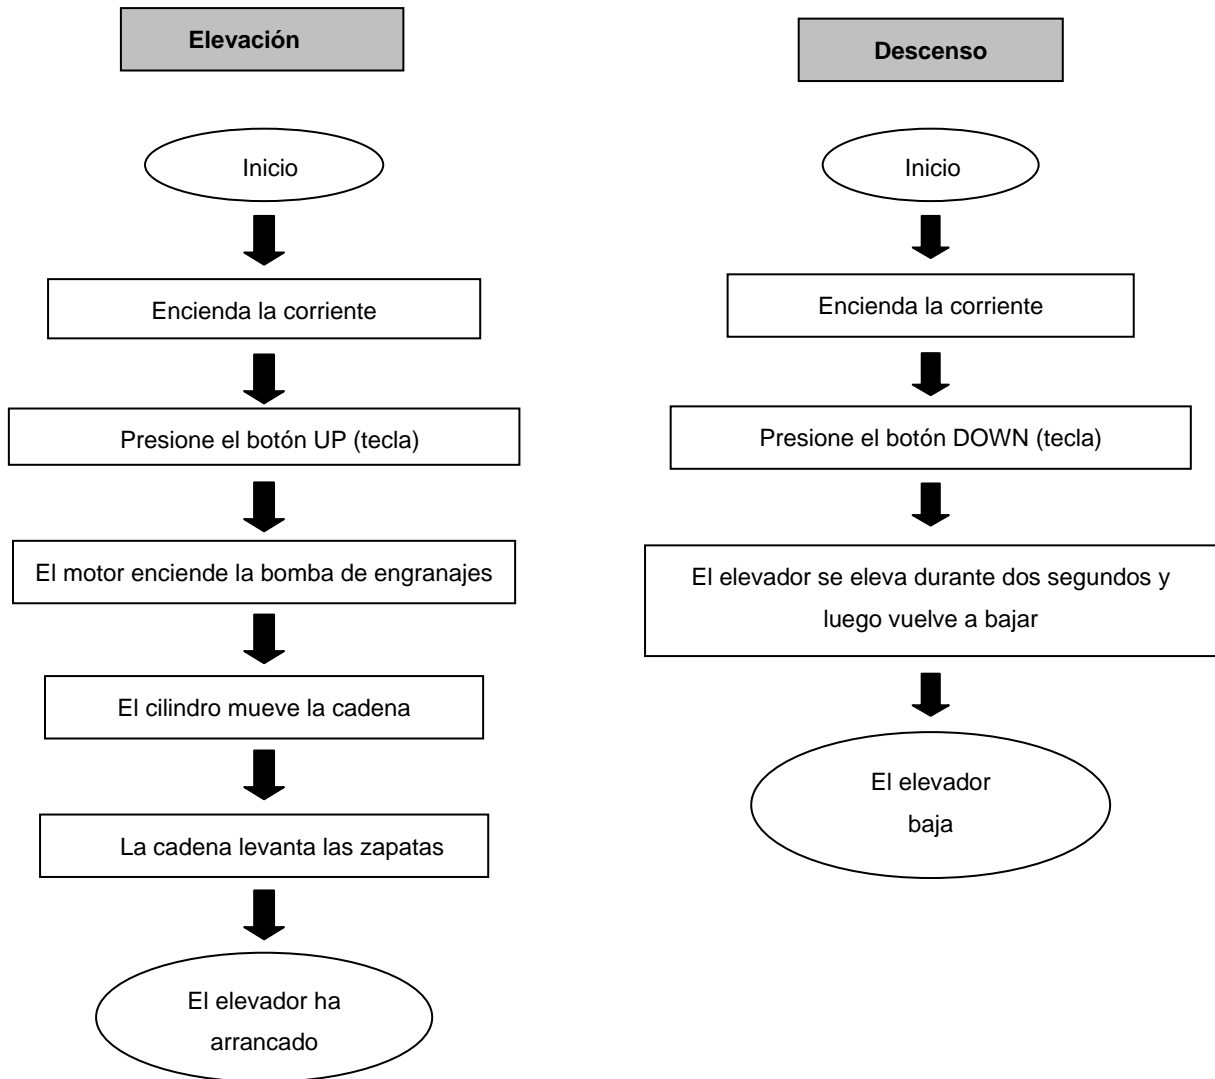 Elevación
Inicio
Encienda la corriente
Presione el botón UP (tecla)
El motor enciende la bomba de engranajes
El cilindro mueve la cadena
La cadena levanta las zapatas
El elevador ha
arrancado
Descenso
Inicio
Encienda la corriente
Presione el botón DOWN (tecla)
El elevador se eleva durante dos segundos y
luego vuelve a bajar
El elevador
baja